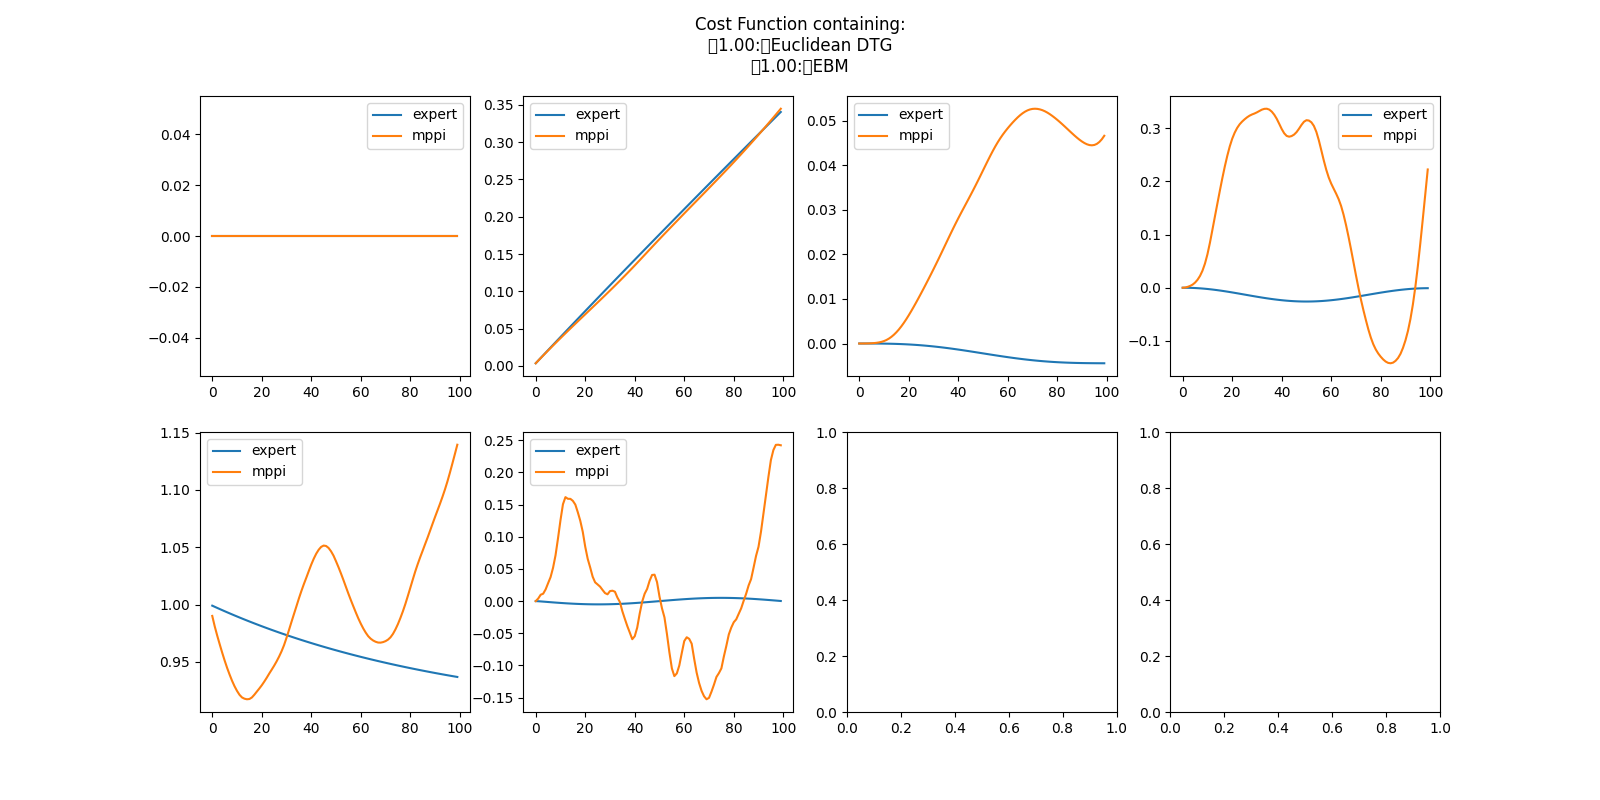 Cost Function containing:
1.00: Euclidean DTG
1.00: EBM
expert
mppi
0.04
0.02
0.00
−0.02
−0.04
0 20 40 60 80 100
expert
mppi
0.35
0.30
0.25
0.20
0.15
0.10
0.05
0.00
0 20 40 60 80 100
expert
mppi
0.05
0.04
0.03
0.02
0.01
0.00
0 20 40 60 80 100
expert
mppi
0.3
0.2
0.1
0.0
−0.1
0 20 40 60 80 100
expert
mppi
1.15
1.10
1.05
1.00
0.95
0 20 40 60 80 100
expert
mppi
0.25
0.20
0.15
0.10
0.05
0.00
−0.05
−0.10
−0.15
0 20 40 60 80 100
1.0
0.8
0.6
0.4
0.2
0.0
0.0 0.2 0.4 0.6 0.8 1.0
1.0
0.8
0.6
0.4
0.2
0.0
0.0 0.2 0.4 0.6 0.8 1.0